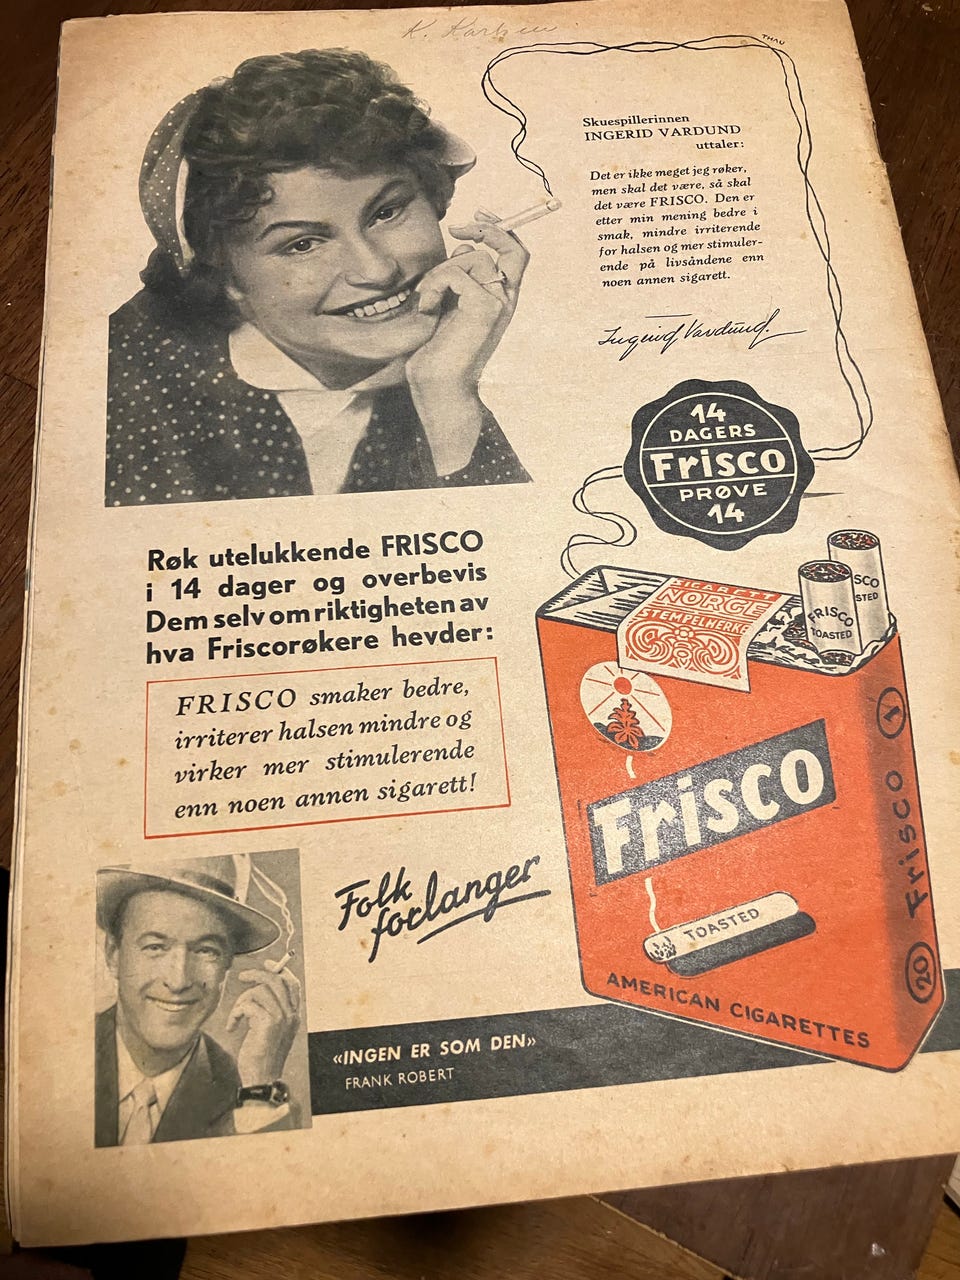 K. Karlsen
THAU
Skuespillerinnen
INGERID VARDUND
uttaler:
Det er ikke meget jeg røker,
men skal det være, så skal
det være FRISCO. Den er
etter min mening bedre i
smak, mindre irriterende
for halsen og mer stimuler-
ende på livsåndene enn
noen annen sigarett.
Ingerid Vardund.
14
DAGERS
Frisco
PRØVE
14
Røk utelukkende FRISCO
i 14 dager og overbevis
Dem selv om riktigheten av
hva Friscorøkere hevder:
FRISCO smaker bedre,
irriterer halsen mindre og
virker mer stimulerende
enn noen annen sigarett!
SIGARETT
NORGE
STEMPELMERKE
SCO
STED
FRISCO
TOASTED
Frisco
TOASTED
AMERICAN CIGARETTES
Frisco
20
Folk
forlanger
«INGEN ER SOM DEN»
FRANK ROBERT